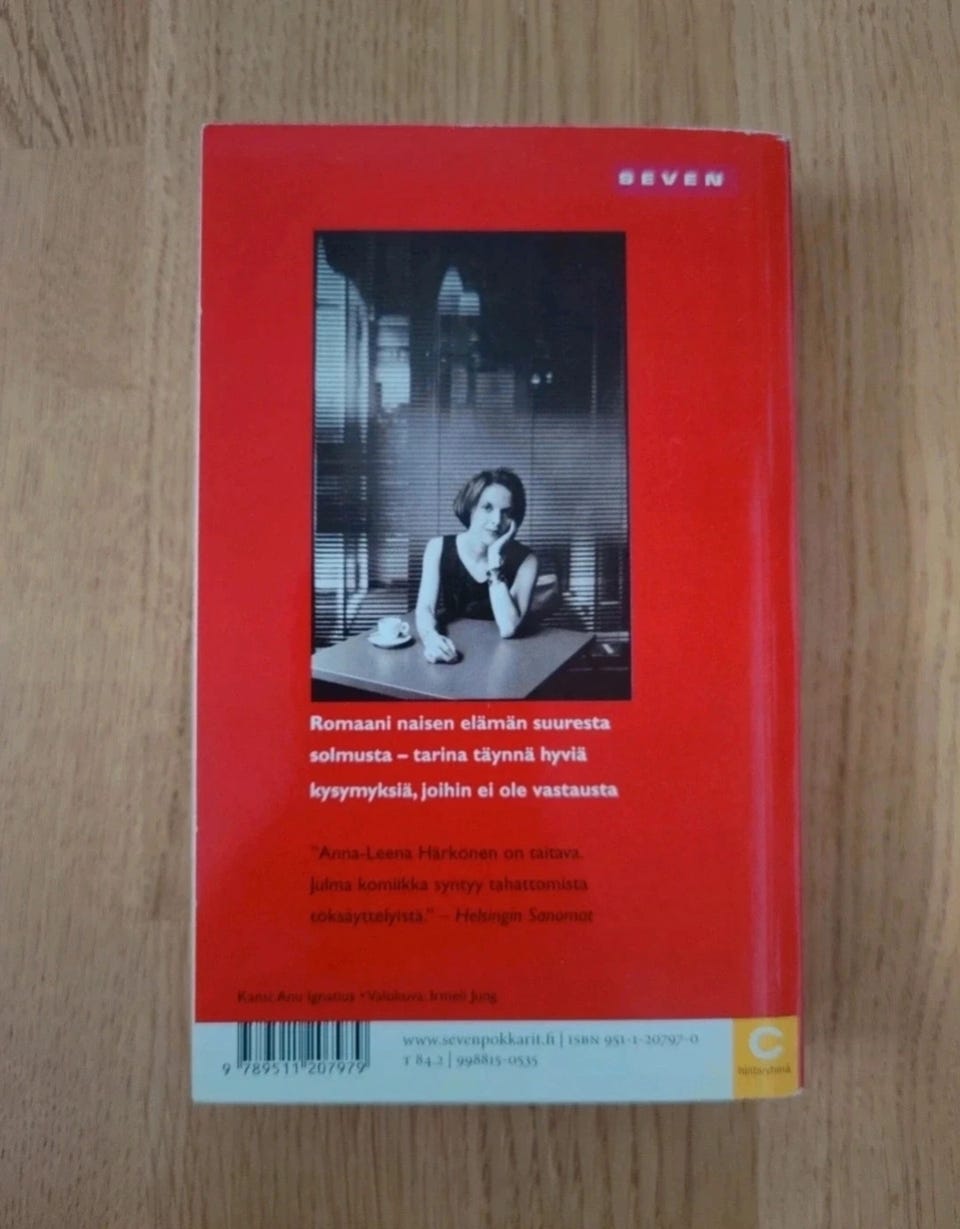 SEVEN
Romaani naisen elämän suuresta
solmusta – tarina täynnä hyviä
kysymyksiä, joihin ei ole vastausta
"Anna-Leena Härkönen on taitava.
Julma komiikka syntyy tahattomista
töksäyttelyistä." – Helsingin Sanomat
Kansi: Anu Ignatius • Valokuva: Irmeli Jung
www.sevenpokkarit.fi | ISBN 951-1-20797-0
T 84.2 | 998815-0535
9 789511 207979
C
hintaryhmä